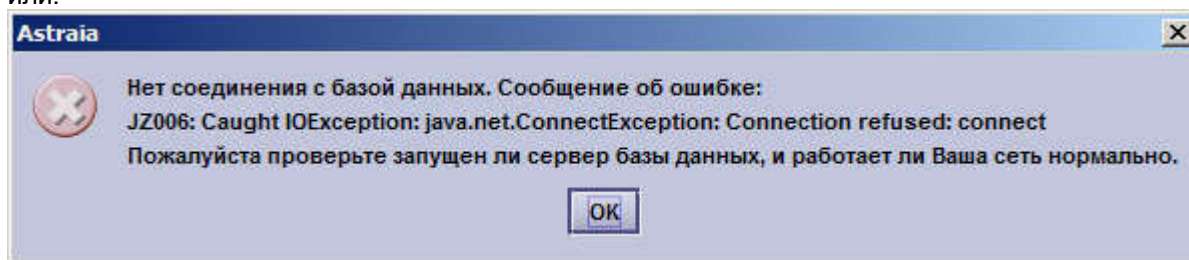 или:
Astraia
Нет соединения с базой данных. Сообщение об ошибке:
JZ006: Caught IOException: java.net.ConnectException: Connection refused: connect
Пожалуйста проверьте запущен ли сервер базы данных, и работает ли Ваша сеть нормально.
OK